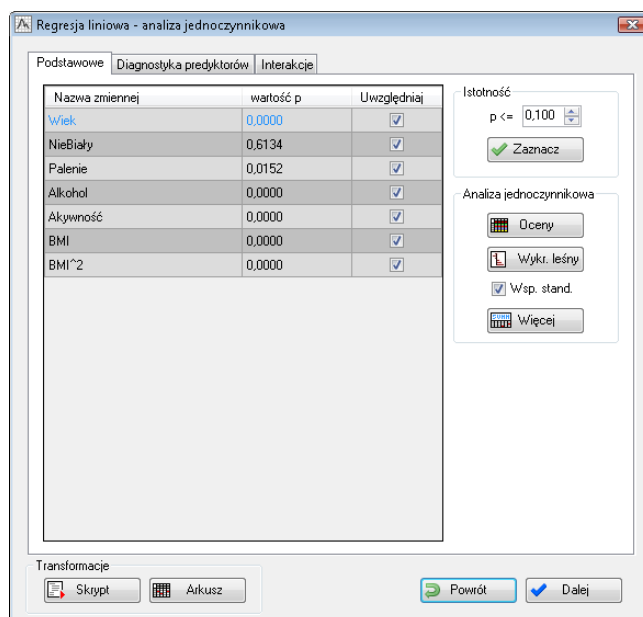 Regresja liniowa - analiza jednoczynnikowa
Podstawowe Diagnostyka predyktorów Interakcje
Nazwa zmiennej wartość p Uwzględniaj
Wiek 0,0000
NieBiały 0,6134
Palenie 0,0152
Alkohol 0,0000
Akywność 0,0000
BMI 0,0000
BMI^2 0,0000
Istotność
p <= 0,100
Zaznacz
Analiza jednoczynnikowa
Oceny
Wykr. leśny
Wsp. stand.
Więcej
Transformacje
Skrypt Arkusz Powrót Dalej